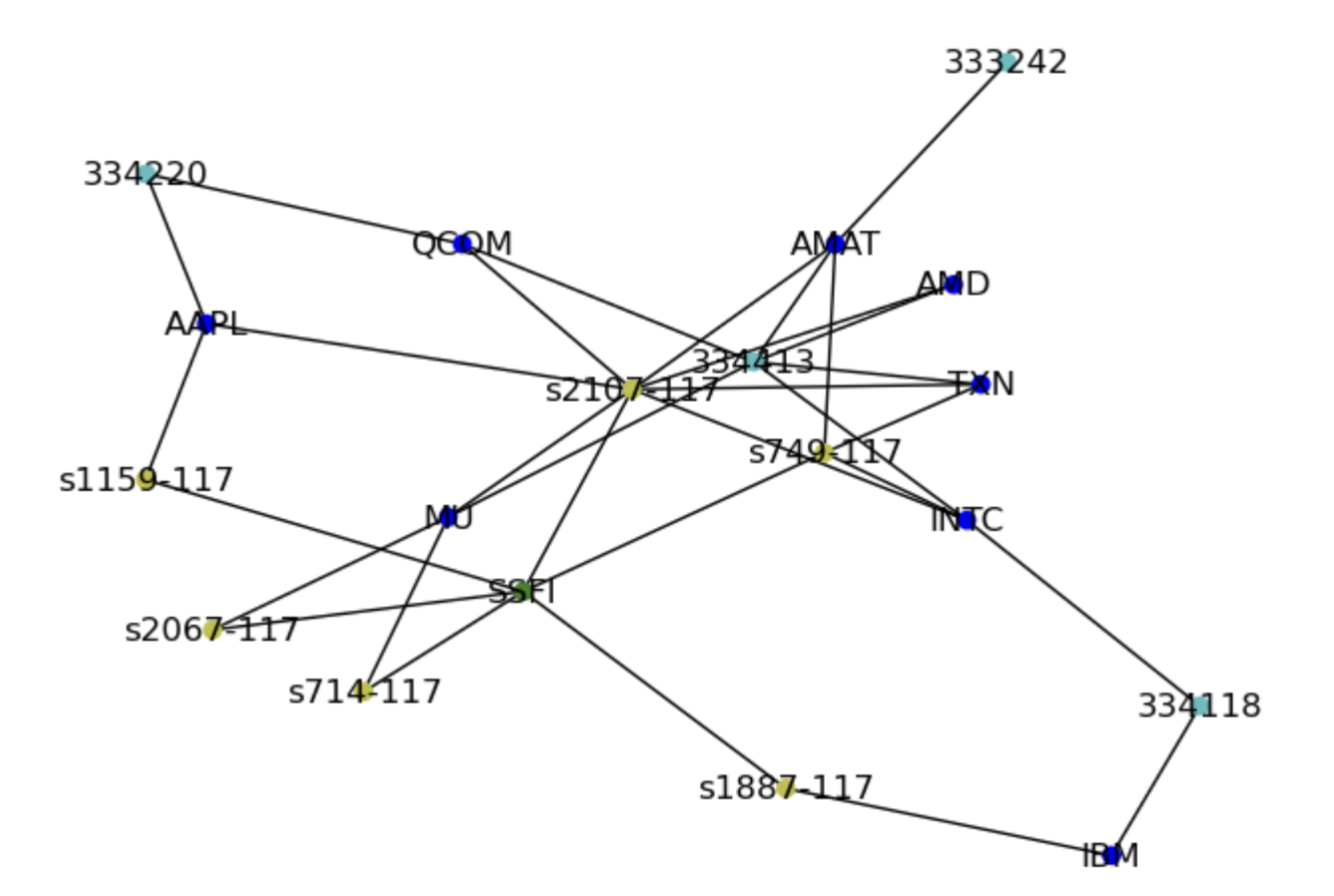 333242
334220
QCOM
AMAT
AMD
AAPL
334413
s2107-117
TXN
s749-117
s1159-117
MU
INTC
SSFI
s2067-117
s714-117
334118
s1887-117
IBM